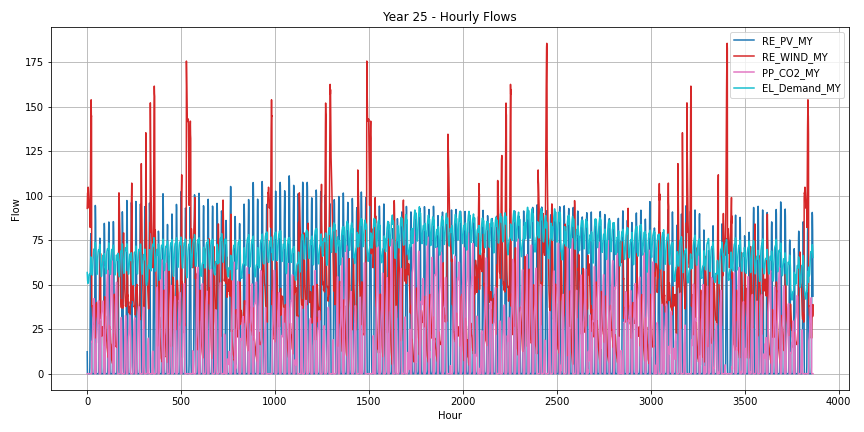 Year 25 - Hourly Flows
RE_PV_MY
RE_WIND_MY
PP_CO2_MY
EL_Demand_MY
Flow
175
150
125
100
75
50
25
0
0 500 1000 1500 2000 2500 3000 3500 4000
Hour